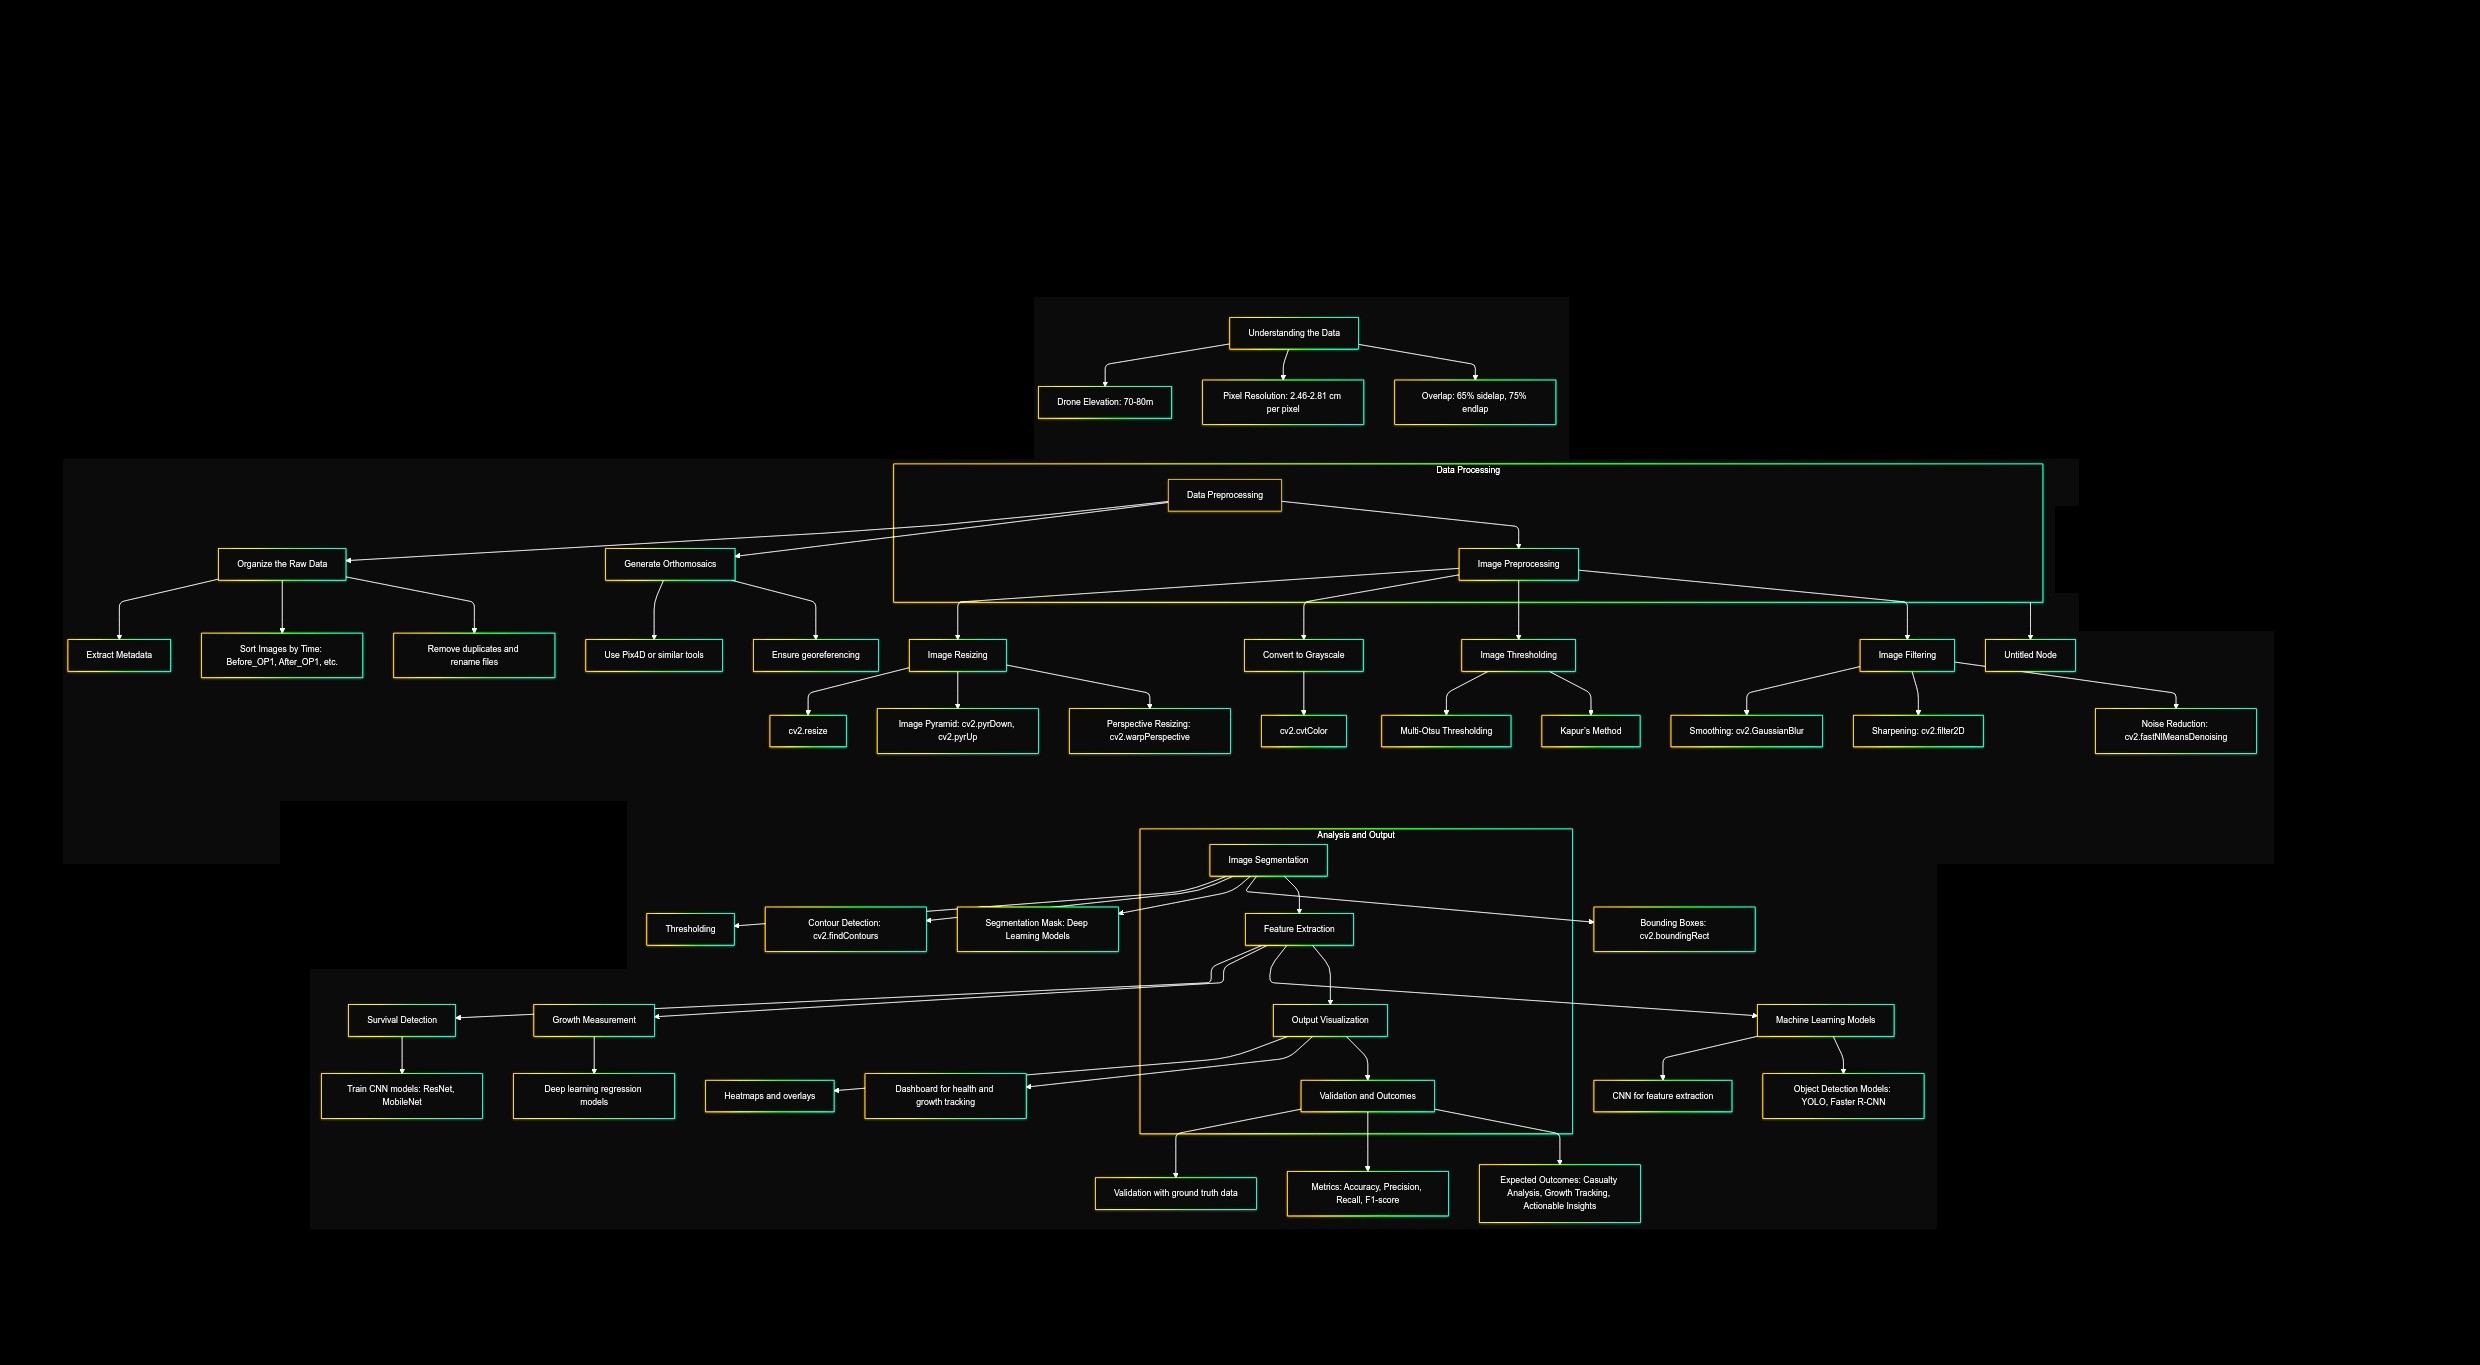 Understanding the Data
Drone Elevation: 70-80m
Pixel Resolution: 2.46-2.81 cm
per pixel
Overlap: 65% sidelap, 75%
endlap
Data Processing
Data Preprocessing
Organize the Raw Data
Generate Orthomosaics
Image Preprocessing
Extract Metadata
Sort Images by Time:
Before_OP1, After_OP1, etc.
Remove duplicates and
rename files
Use Pix4D or similar tools
Ensure georeferencing
Image Resizing
Convert to Grayscale
Image Thresholding
Image Filtering
Untitled Node
cv2.resize
Image Pyramid: cv2.pyrDown,
cv2.pyrUp
Perspective Resizing:
cv2.warpPerspective
cv2.cvtColor
Multi-Otsu Thresholding
Kapur's Method
Smoothing: cv2.GaussianBlur
Sharpening: cv2.filter2D
Noise Reduction:
cv2.fastNlMeansDenoising
Analysis and Output
Image Segmentation
Thresholding
Contour Detection:
cv2.findContours
Segmentation Mask: Deep
Learning Models
Feature Extraction
Bounding Boxes:
cv2.boundingRect
Survival Detection
Growth Measurement
Output Visualization
Machine Learning Models
Train CNN models: ResNet,
MobileNet
Deep learning regression
models
Heatmaps and overlays
Dashboard for health and
growth tracking
Validation and Outcomes
CNN for feature extraction
Object Detection Models:
YOLO, Faster R-CNN
Validation with ground truth data
Metrics: Accuracy, Precision,
Recall, F1-score
Expected Outcomes: Casualty
Analysis, Growth Tracking,
Actionable Insights